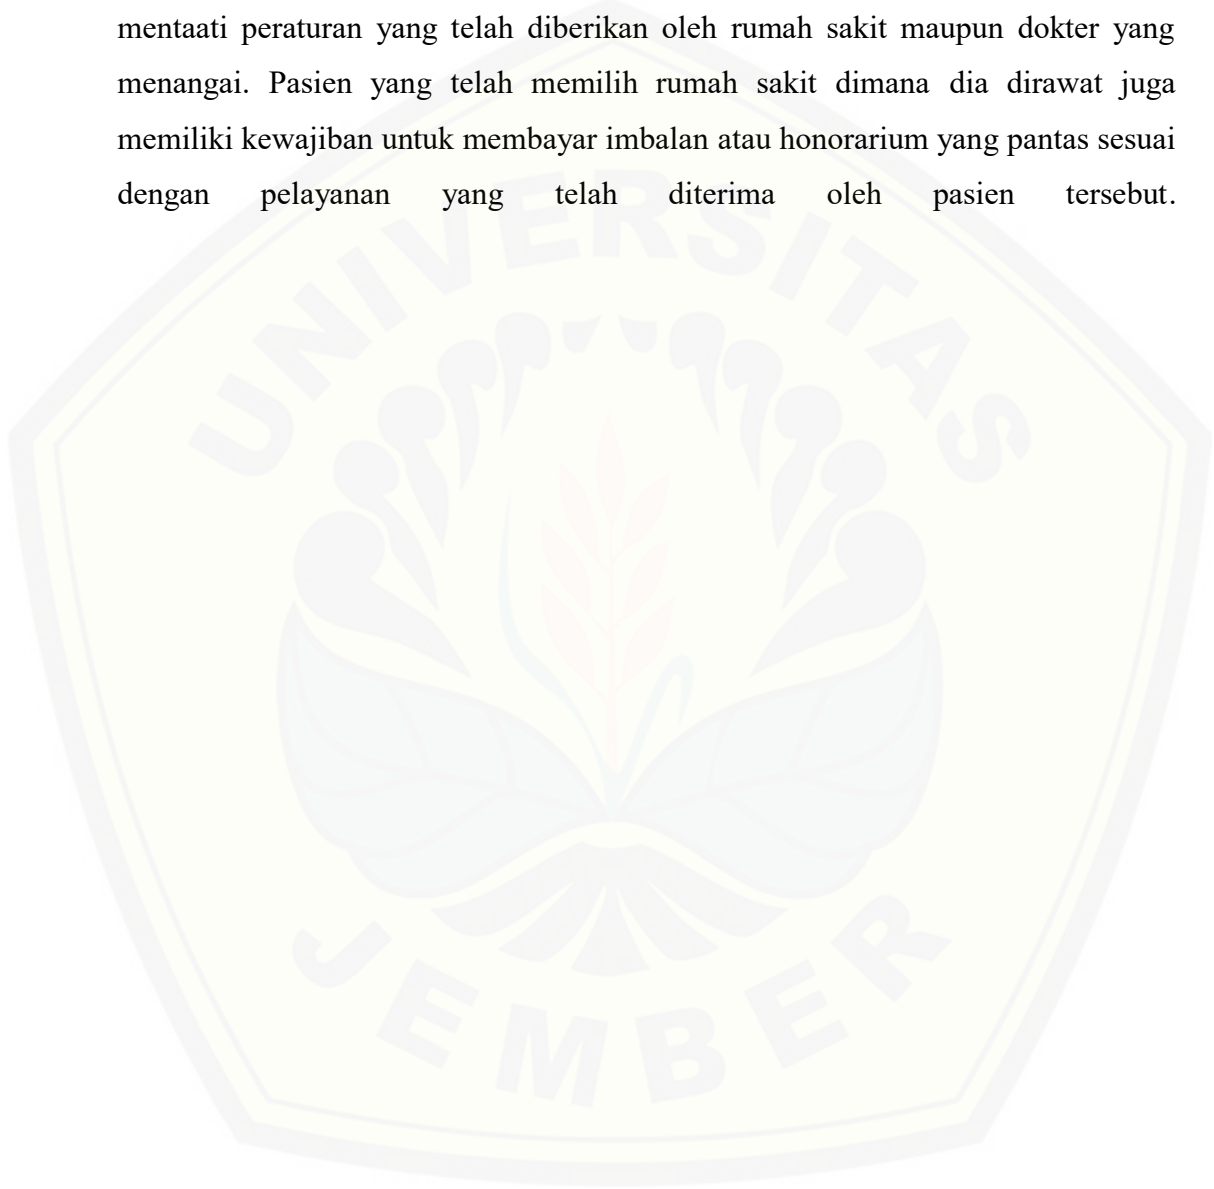 mentaati peraturan yang telah diberikan oleh rumah sakit maupun dokter yang
menangai. Pasien yang telah memilih rumah sakit dimana dia dirawat juga
memiliki kewajiban untuk membayar imbalan atau honorarium yang pantas sesuai
dengan pelayanan yang telah diterima oleh pasien tersebut.
UNIVERSITAS
JEMBER